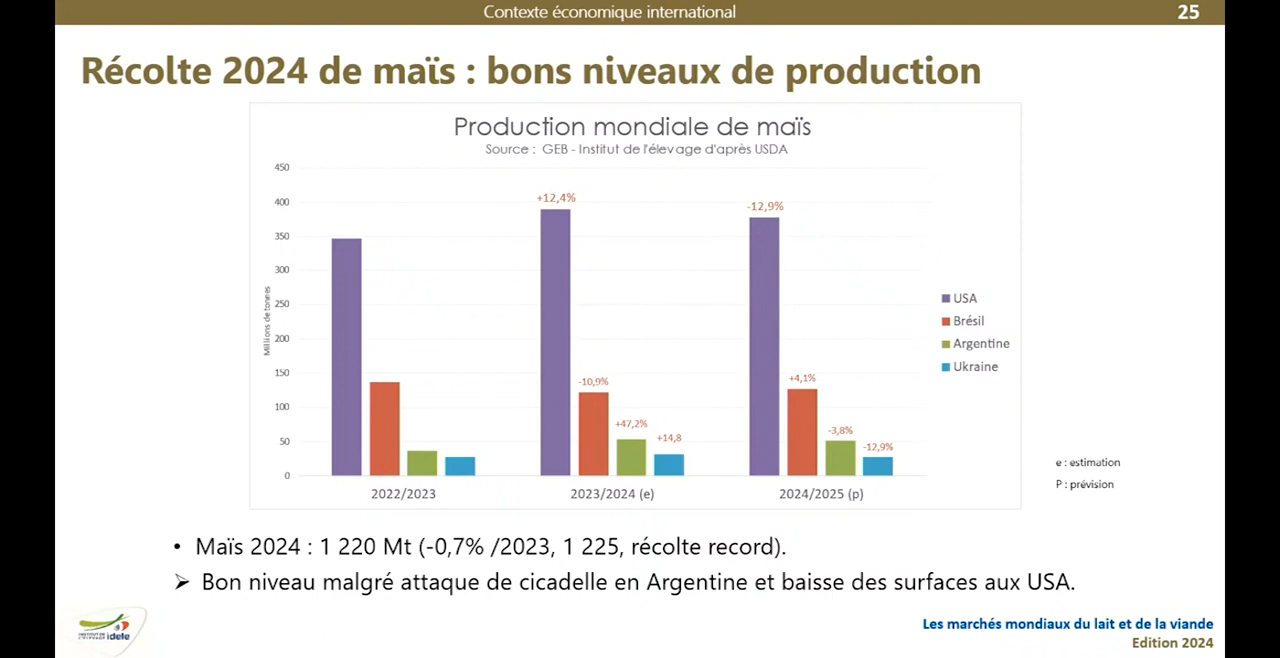 Contexte économique international
25
Récolte 2024 de maïs : bons niveaux de production
Production mondiale de maïs
Source : GEB - Institut de l'élevage d'après USDA
Millions de tonnes
450
400
350
300
250
200
150
100
50
0
+12,4%
-10,9%
+47,2%
+14,8
-12,9%
+4,1%
-3,8%
-12,9%
2022/2023
2023/2024 (e)
2024/2025 (p)
USA
Brésil
Argentine
Ukraine
e : estimation
P : prévision
• Maïs 2024 : 1 220 Mt (-0,7% /2023, 1 225, récolte record).
➢ Bon niveau malgré attaque de cicadelle en Argentine et baisse des surfaces aux USA.
INSTITUT DE
L'ÉLEVAGE idele
Les marchés mondiaux du lait et de la viande
Edition 2024